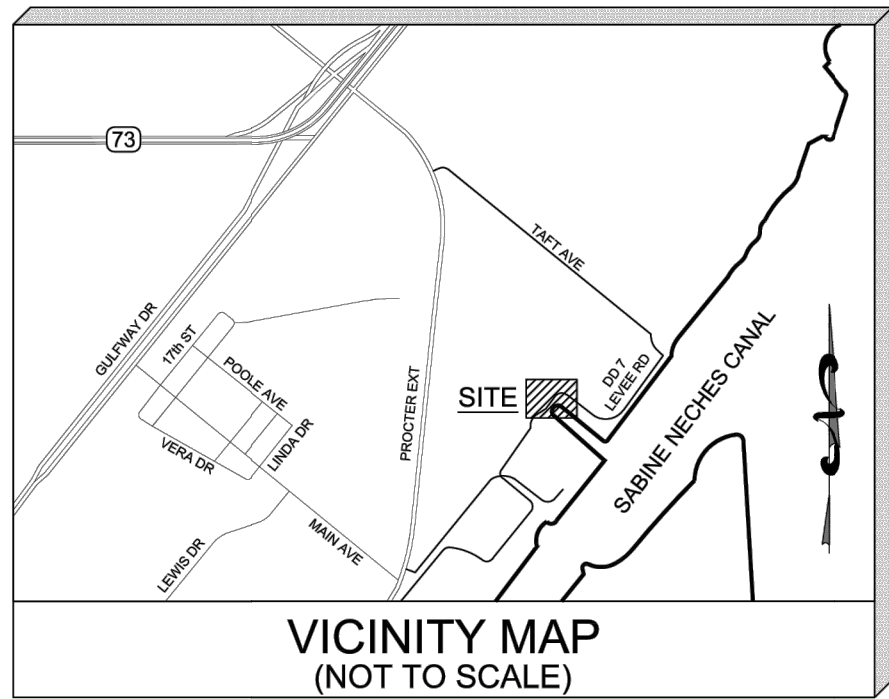 73
TAFT AVE
GULFWAY DR
17th ST
POOLE AVE
DD 7
LEVEE RD
SABINE NECHES CANAL
PROCTER EXT
SITE
LINDA DR
VERA DR
MAIN AVE
LEWIS DR
VICINITY MAP
(NOT TO SCALE)